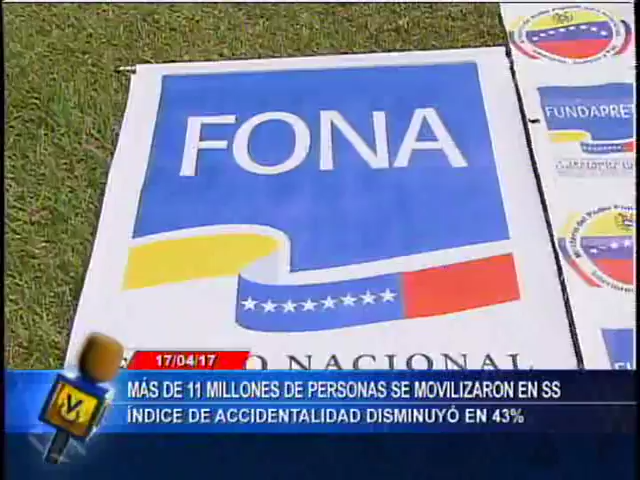 FONA
FUNDAPRET
NACIONAL
17/04/17
MÁS DE 11 MILLONES DE PERSONAS SE MOVILIZARON EN SS
ÍNDICE DE ACCIDENTALIDAD DISMINUYÓ EN 43%
V